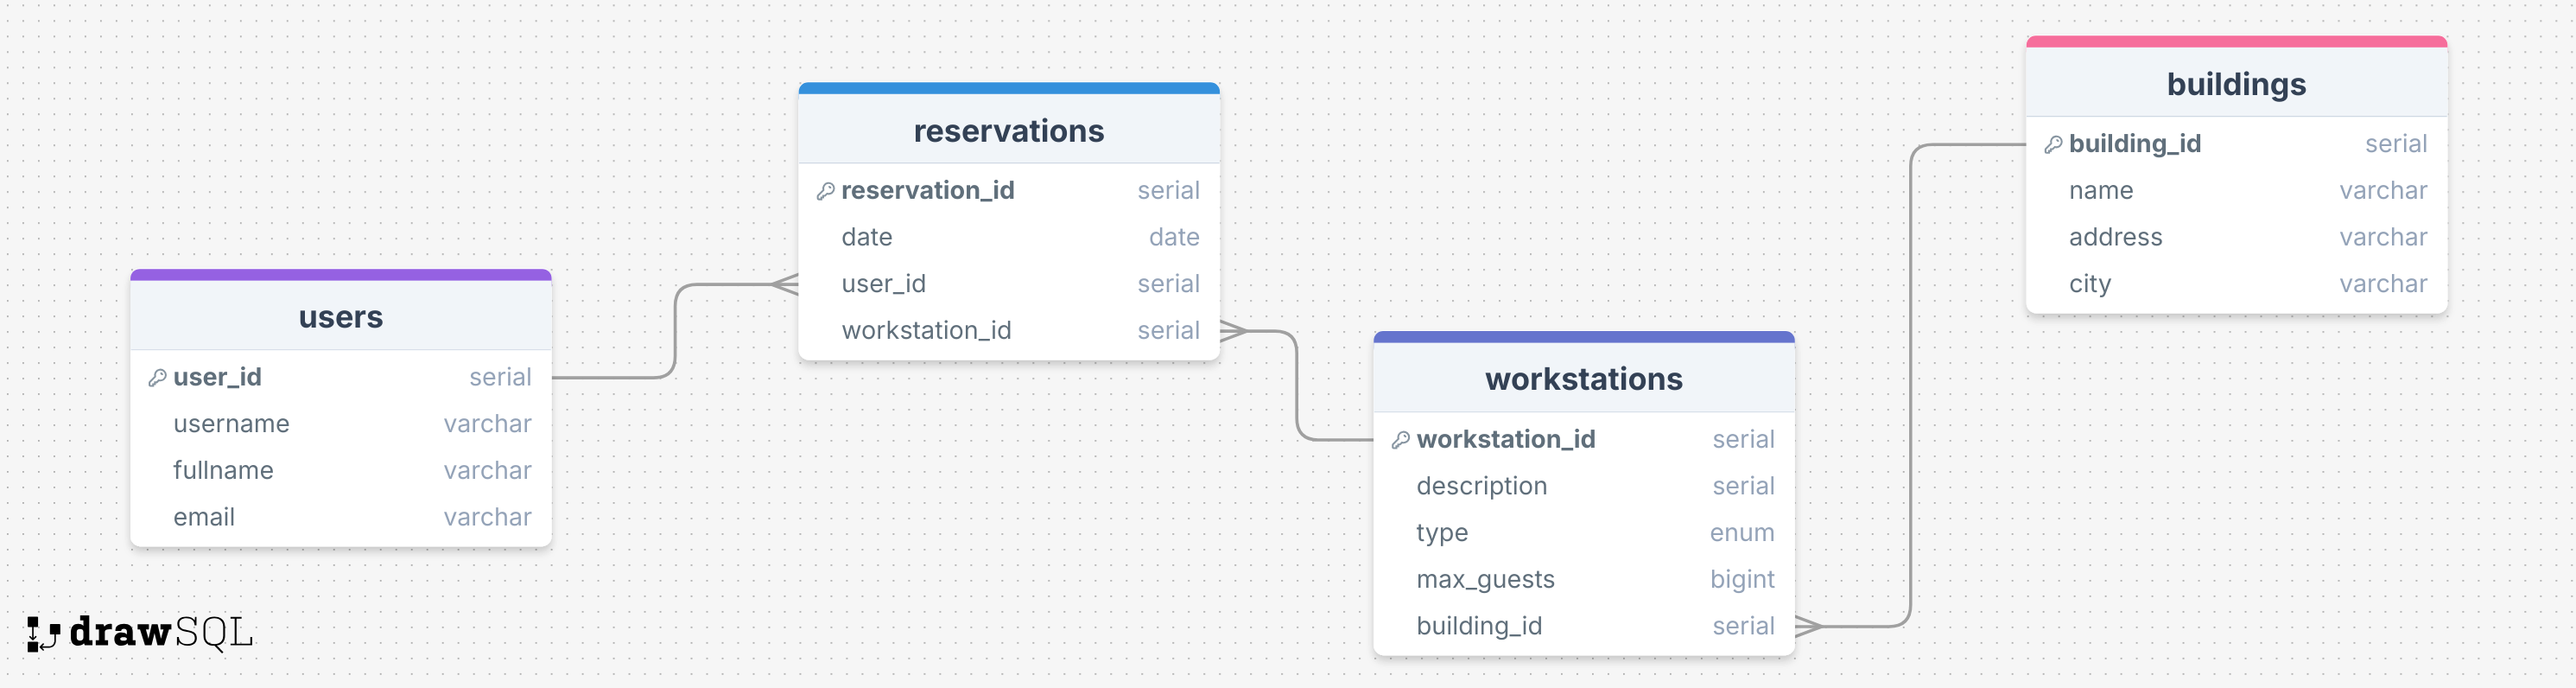 users
user_id serial
username varchar
fullname varchar
email varchar
reservations
reservation_id serial
date date
user_id serial
workstation_id serial
workstations
workstation_id serial
description serial
type enum
max_guests bigint
building_id serial
buildings
building_id serial
name varchar
address varchar
city varchar
drawSQL